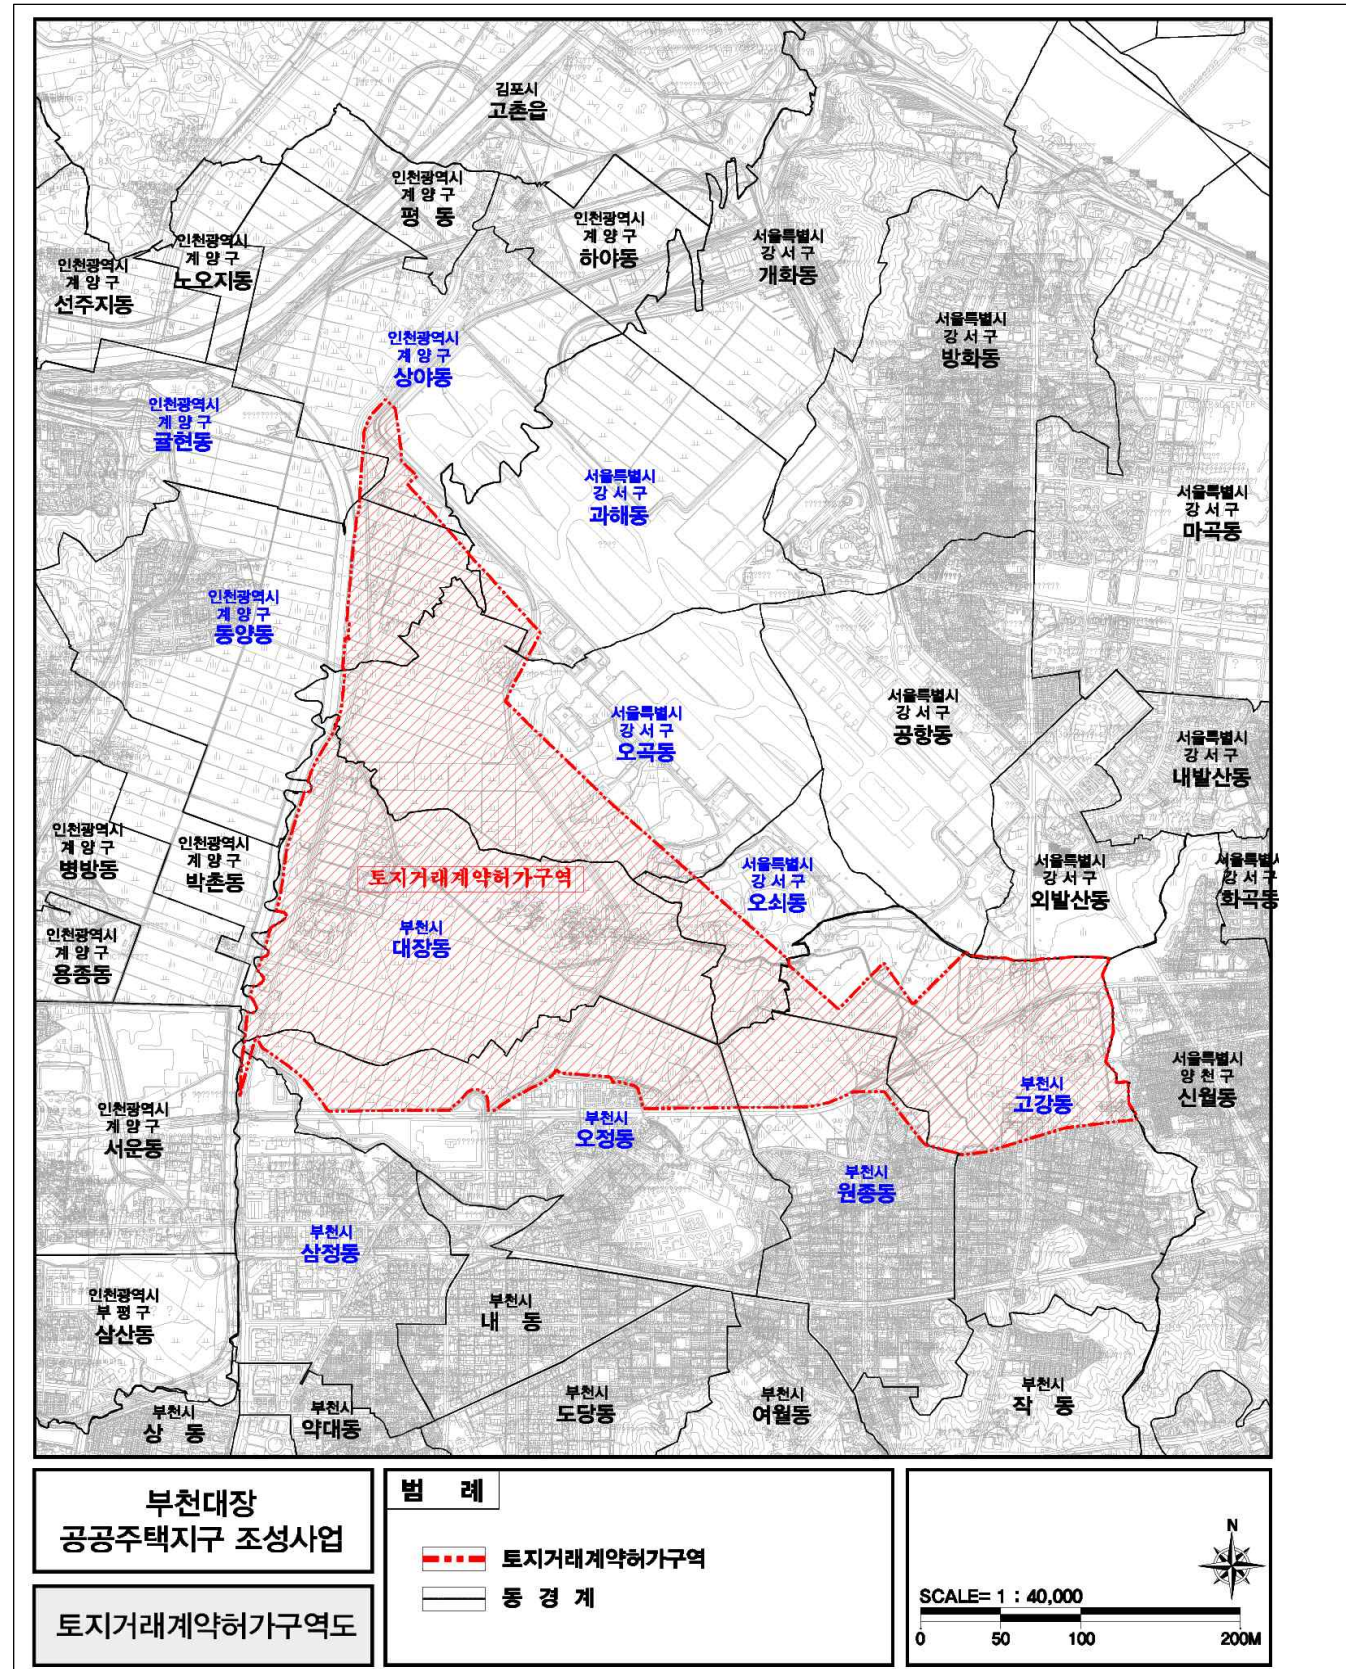 김포시
고촌읍
인천광역시
계 양 구
평 동
인천광역시
계 양 구
하야동
서울특별시
강 서 구
개화동
인천광역시
계 양 구
노오지동
인천광역시
계 양 구
선주지동
인천광역시
계 양 구
상야동
서울특별시
강 서 구
방화동
인천광역시
계 양 구
귤현동
서울특별시
강 서 구
과해동
서울특별시
강 서 구
마곡동
인천광역시
계 양 구
동양동
서울특별시
강 서 구
오곡동
서울특별시
강 서 구
공항동
서울특별시
강 서 구
내발산동
인천광역시
계 양 구
병방동
인천광역시
계 양 구
박촌동
토지거래계약허가구역
서울특별시
강 서 구
오쇠동
서울특별시
강 서 구
외발산동
서울특별시
강 서 구
화곡동
인천광역시
계 양 구
용종동
부천시
대장동
서울특별시
양 천 구
신월동
부천시
고강동
인천광역시
계 양 구
서운동
부천시
오정동
부천시
원종동
부천시
삼정동
인천광역시
부 평 구
삼산동
부천시
내 동
부천시
상 동
부천시
약대동
부천시
도당동
부천시
여월동
부천시
작 동
부천대장
공공주택지구 조성사업
토지거래계약허가구역도
범 례
토지거래계약허가구역
동 경 계
N
SCALE= 1 : 40,000
0 50 100 200M